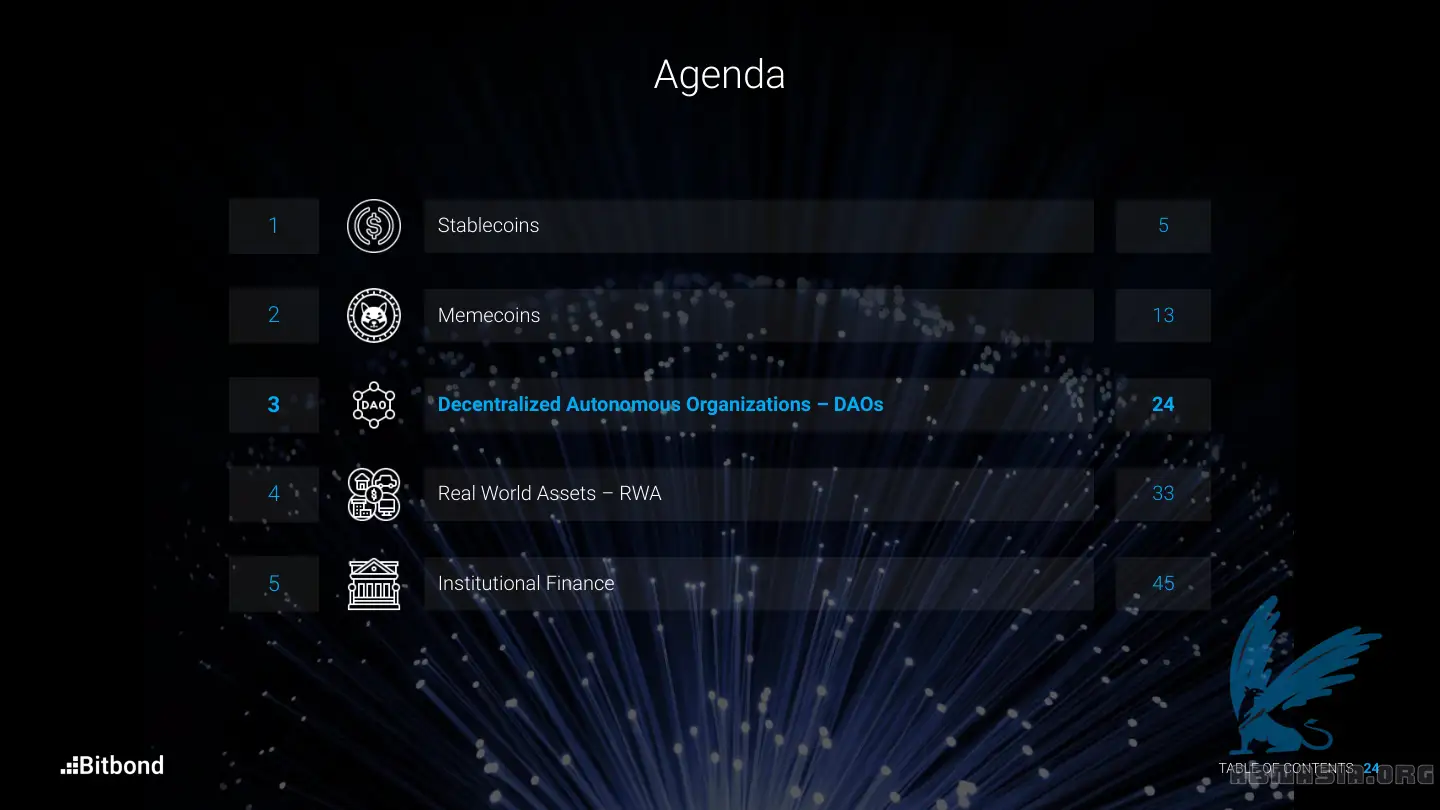 Agenda
1 Stablecoins 5
2 Memecoins 13
3 DAO Decentralized Autonomous Organizations – DAOs 24
4 Real World Assets – RWA 33
5 Institutional Finance 45
Bitbond
TABLE OF CONTENTS 24
ABMASIA.ORG